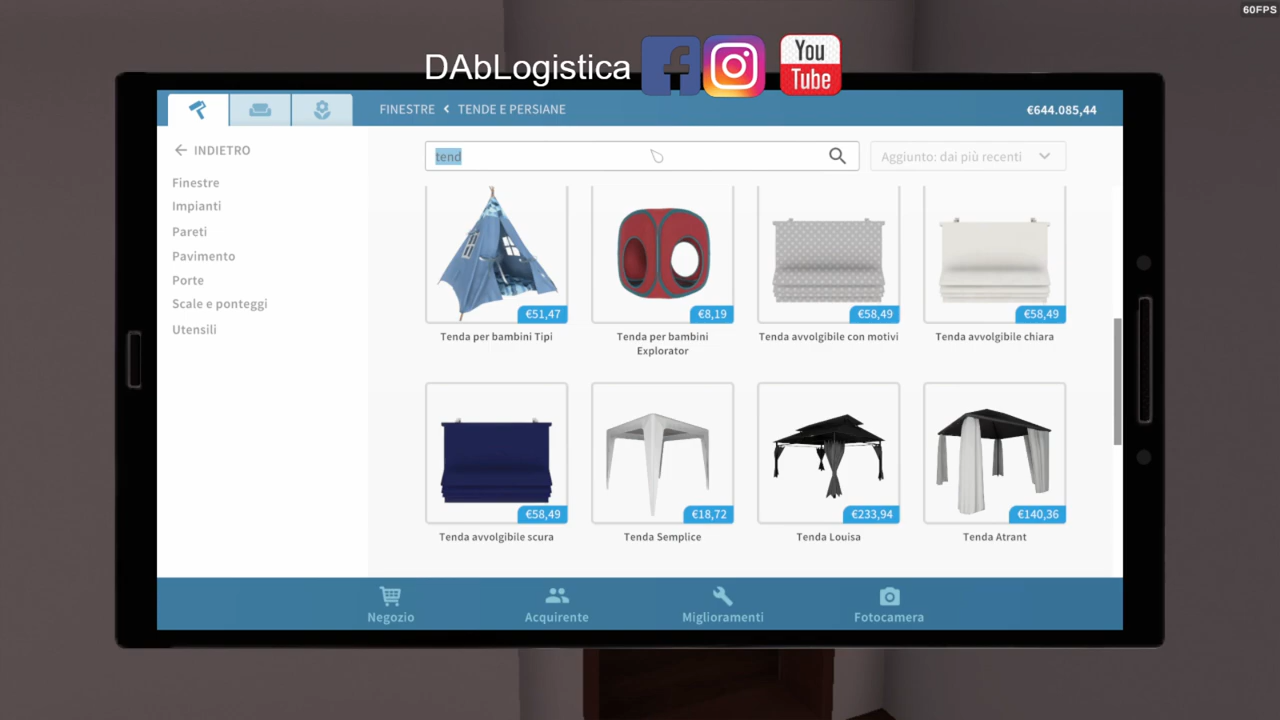 60FPS
DAbLogistica
You
Tube
FINESTRE < TENDE E PERSIANE
€644.085,44
INDIETRO
Finestre
Impianti
Pareti
Pavimento
Porte
Scale e ponteggi
Utensili
tend
Aggiunto: dai più recenti
€51,47
€8,19
€58,49
€58,49
Tenda per bambini Tipi
Tenda per bambini
Explorator
Tenda avvolgibile con motivi
Tenda avvolgibile chiara
€58,49
€18,72
€233,94
€140,36
Tenda avvolgibile scura
Tenda Semplice
Tenda Louisa
Tenda Atrant
Negozio
Acquirente
Miglioramenti
Fotocamera